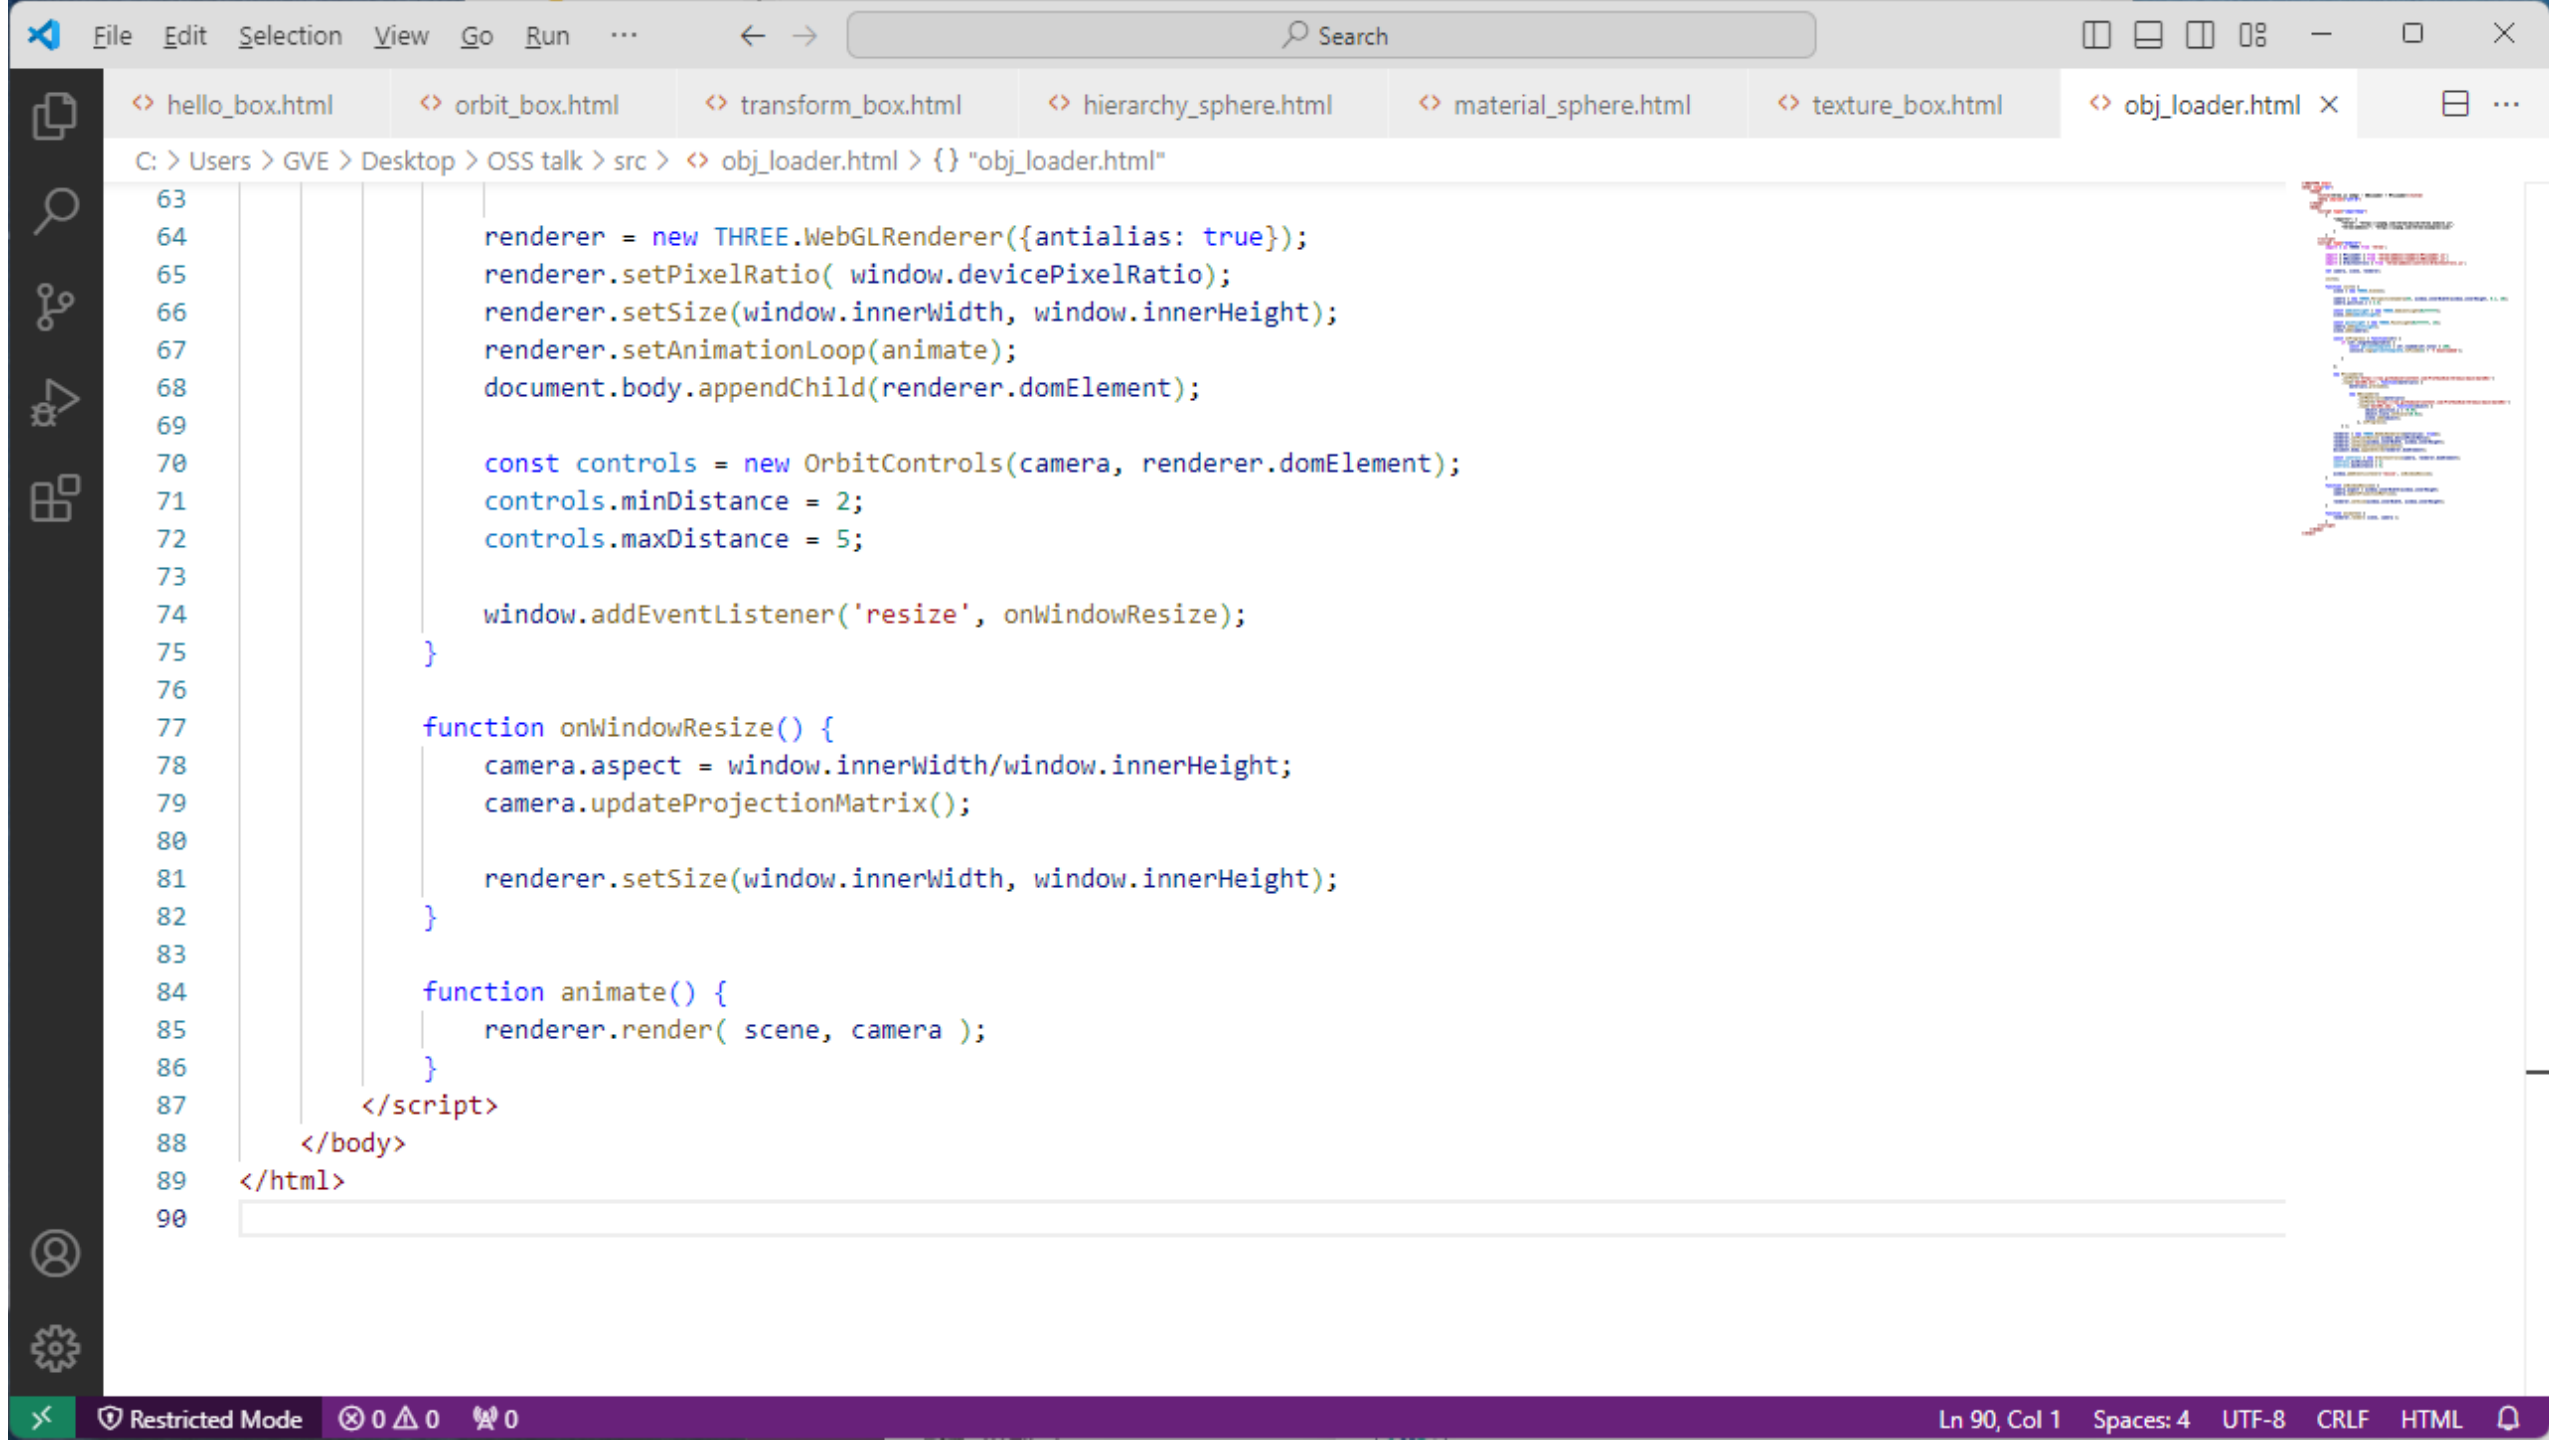 File Edit Selection View Go Run ··· Search
hello_box.html orbit_box.html transform_box.html hierarchy_sphere.html material_sphere.html texture_box.html obj_loader.html
C: > Users > GVE > Desktop > OSS talk > src > <> obj_loader.html > {} "obj_loader.html"
63
64 renderer = new THREE.WebGLRenderer({antialias: true});
65 renderer.setPixelRatio( window.devicePixelRatio);
66 renderer.setSize(window.innerWidth, window.innerHeight);
67 renderer.setAnimationLoop(animate);
68 document.body.appendChild(renderer.domElement);
69
70 const controls = new OrbitControls(camera, renderer.domElement);
71 controls.minDistance = 2;
72 controls.maxDistance = 5;
73
74 window.addEventListener('resize', onWindowResize);
75 }
76
77 function onWindowResize() {
78 camera.aspect = window.innerWidth/window.innerHeight;
79 camera.updateProjectionMatrix();
80
81 renderer.setSize(window.innerWidth, window.innerHeight);
82 }
83
84 function animate() {
85 renderer.render( scene, camera );
86 }
87 </script>
88 </body>
89 </html>
90
Restricted Mode 0 0 0 Ln 90, Col 1 Spaces: 4 UTF-8 CRLF HTML